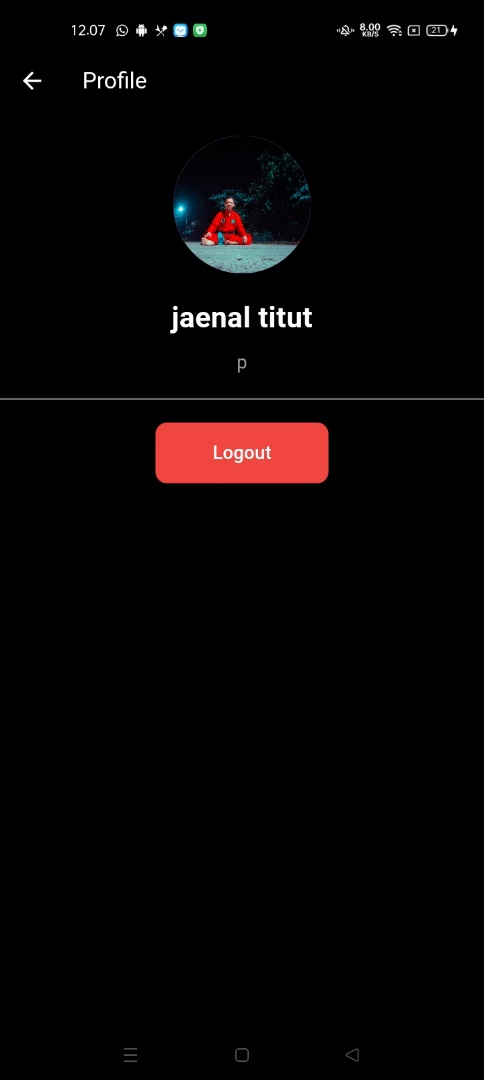 12.07 8.00 KB/S 21
Profile
jaenal titut
p
Logout